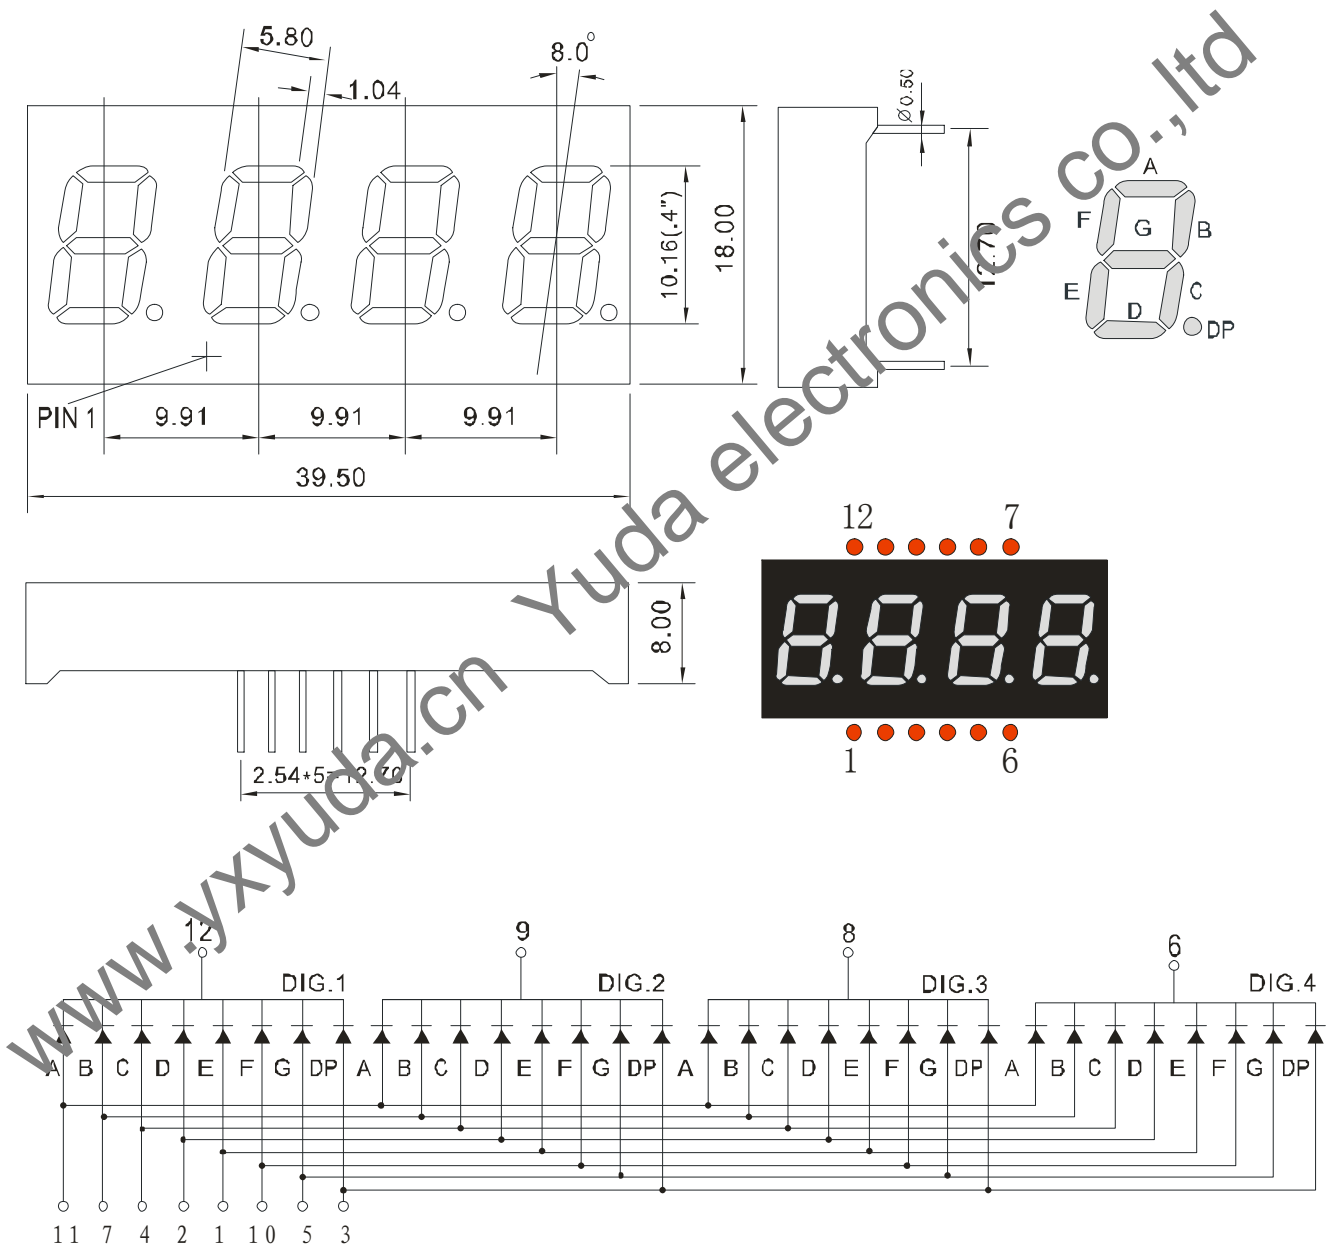 5.80
8.0°
1.04
Ø0.50
10.16(.4")
18.00
A
F
G
B
E
C
D
DP
PIN 1
9.91
9.91
9.91
39.50
8.00
12
7
1
6
2.54*5=12.70
www.yxyuda.cn Yuda electronics co.,ltd
12.70
12
9
8
6
DIG.1
DIG.2
DIG.3
DIG.4
A B C D E F G DP A B C D E F G DP A B C D E F G DP A B C D E F G DP
11 7 4 2 1 10 5 3